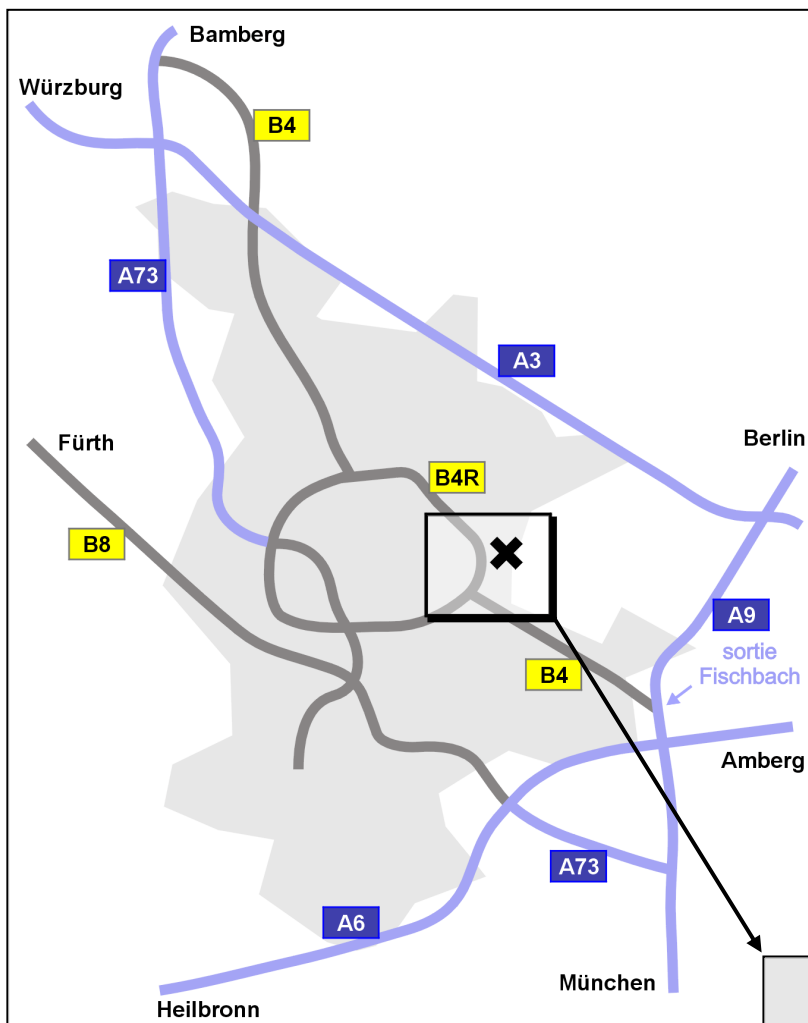 Bamberg
Würzburg
B4
A73
A3
Berlin
Fürth
B4R
B8
A9
sortie
Fischbach
B4
Amberg
A73
A6
München
Heilbronn